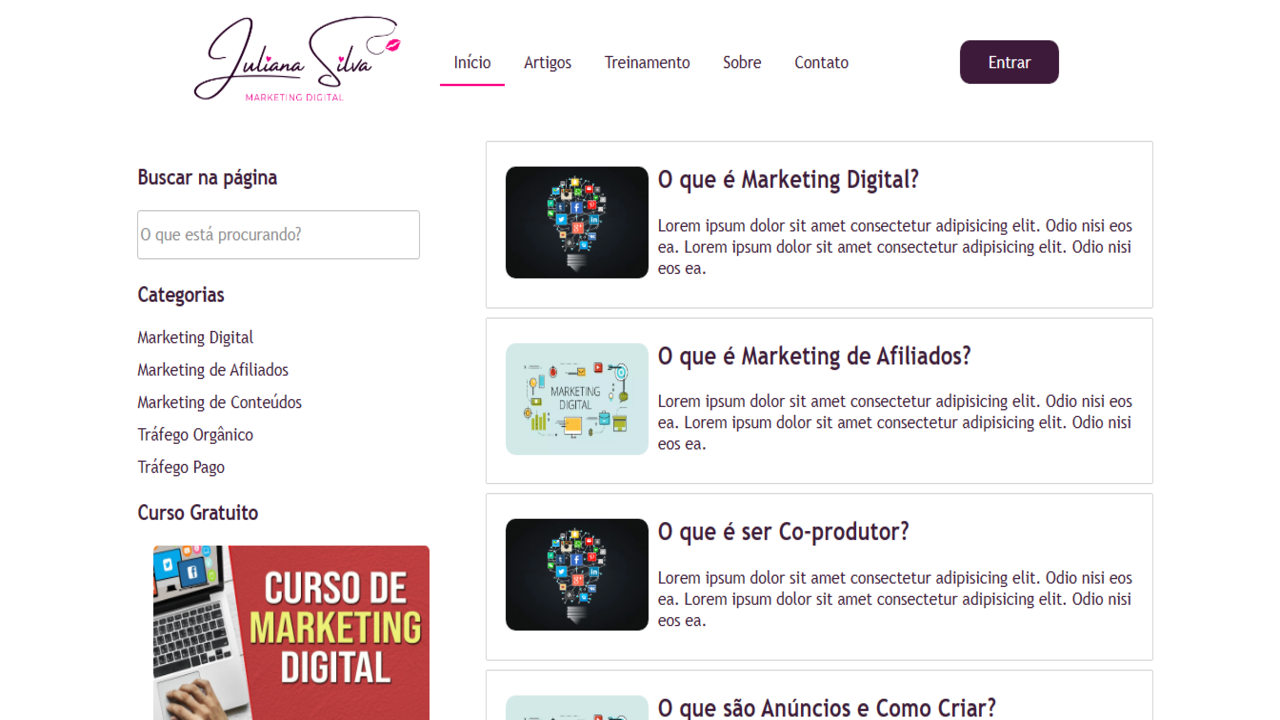 Juliana Silva
MARKETING DIGITAL
Início
Artigos
Treinamento
Sobre
Contato
Entrar
Buscar na página
O que está procurando?
Categorias
Marketing Digital
Marketing de Afiliados
Marketing de Conteúdos
Tráfego Orgânico
Tráfego Pago
Curso Gratuito
CURSO DE
MARKETING
DIGITAL
O que é Marketing Digital?
Lorem ipsum dolor sit amet consectetur adipisicing elit. Odio nisi eos
ea. Lorem ipsum dolor sit amet consectetur adipisicing elit. Odio nisi
eos ea.
MARKETING
DIGITAL
O que é Marketing de Afiliados?
Lorem ipsum dolor sit amet consectetur adipisicing elit. Odio nisi eos
ea. Lorem ipsum dolor sit amet consectetur adipisicing elit. Odio nisi
eos ea.
O que é ser Co-produtor?
Lorem ipsum dolor sit amet consectetur adipisicing elit. Odio nisi eos
ea. Lorem ipsum dolor sit amet consectetur adipisicing elit. Odio nisi
eos ea.
O que são Anúncios e Como Criar?